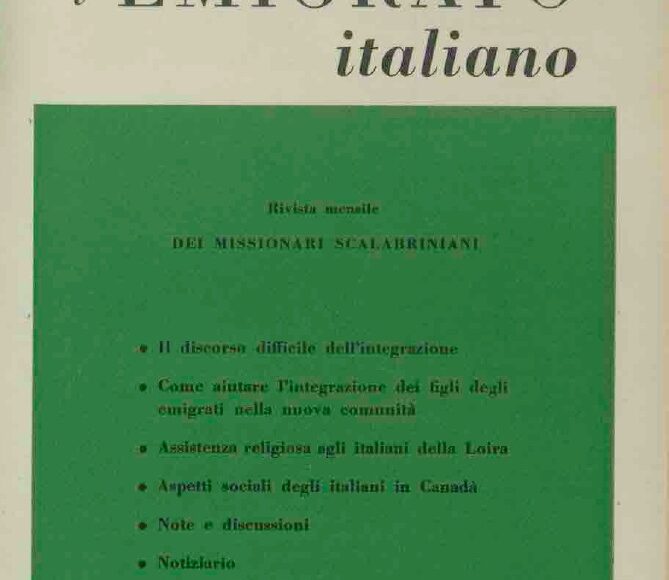 l'EMIGRATO
italiano
Rivista mensile
DEI MISSIONARI SCALABRINIANI
• Il discorso difficile dell'integrazione
• Come aiutare l'integrazione dei figli degli
emigrati nella nuova comunità
• Assistenza religiosa agli italiani della Loira
• Aspetti sociali degli italiani in Canadà
• Note e discussioni
• Notiziario